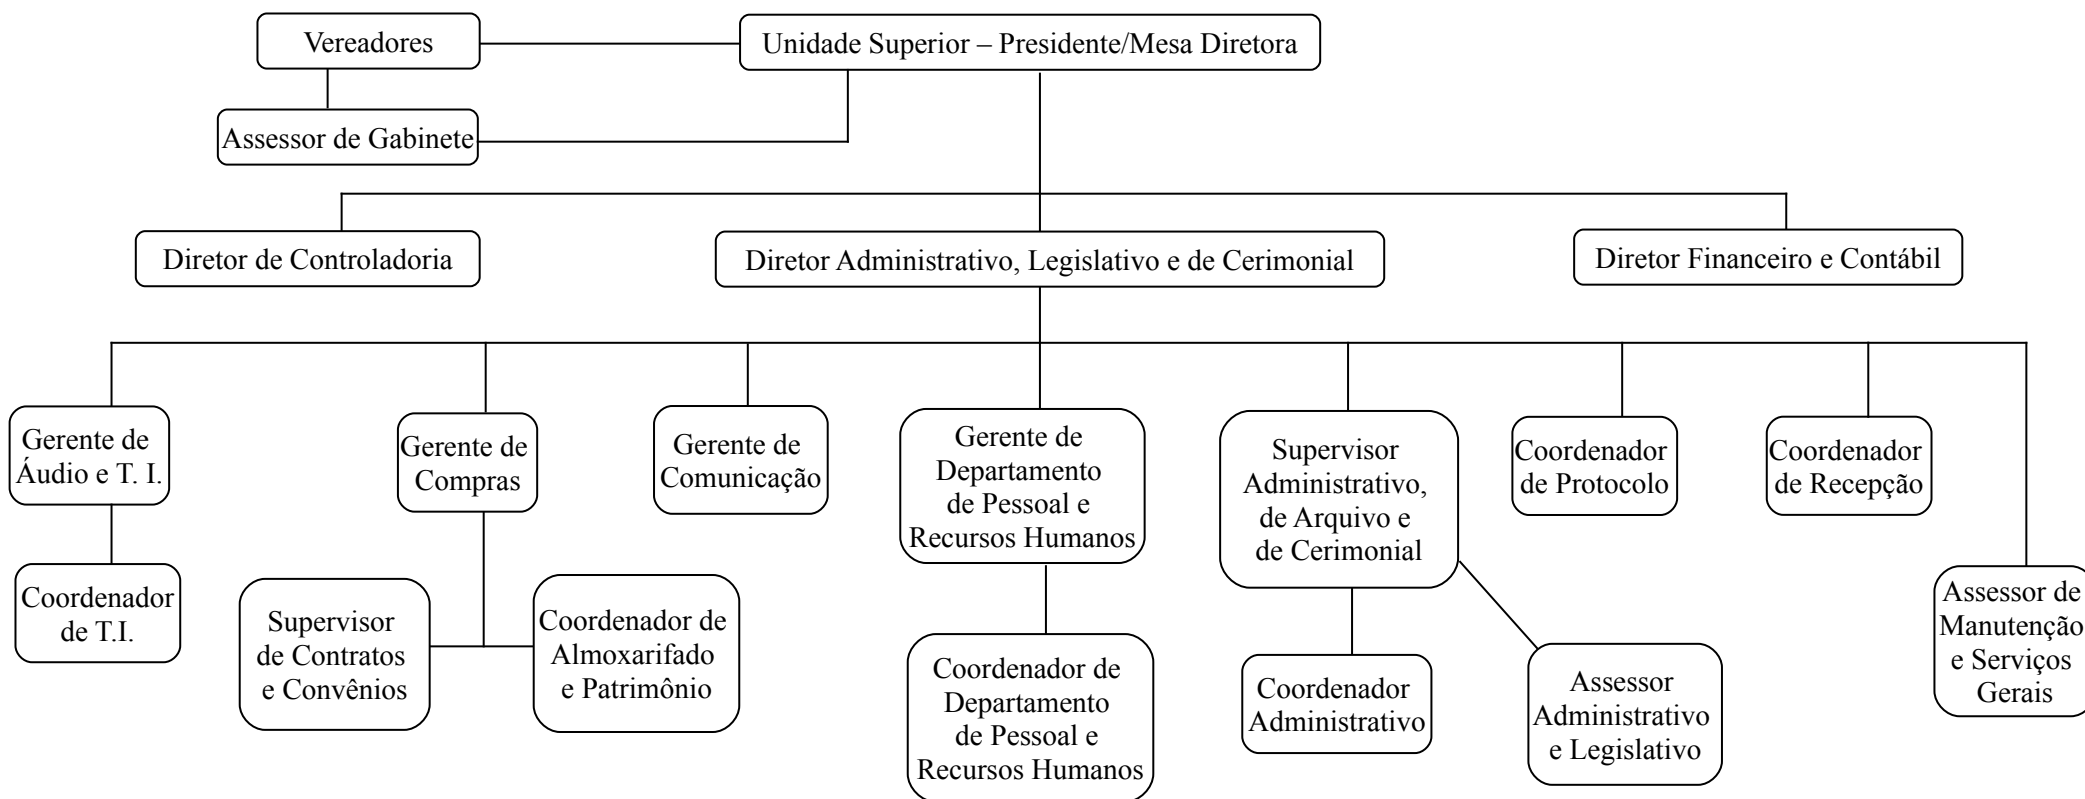 Vereadores
Unidade Superior – Presidente/Mesa Diretora
Assessor de Gabinete
Diretor de Controladoria
Diretor Administrativo, Legislativo e de Cerimonial
Diretor Financeiro e Contábil
Gerente de
Áudio e T. I.
Gerente de
Compras
Gerente de
Comunicação
Gerente de
Departamento
de Pessoal e
Recursos Humanos
Supervisor
Administrativo,
de Arquivo e
de Cerimonial
Coordenador
de Protocolo
Coordenador
de Recepção
Coordenador
de T.I.
Supervisor
de Contratos
e Convênios
Coordenador de
Almoxarifado
e Patrimônio
Coordenador de
Departamento
de Pessoal e
Recursos Humanos
Coordenador
Administrativo
Assessor
Administrativo
e Legislativo
Assessor de
Manutenção
e Serviços
Gerais